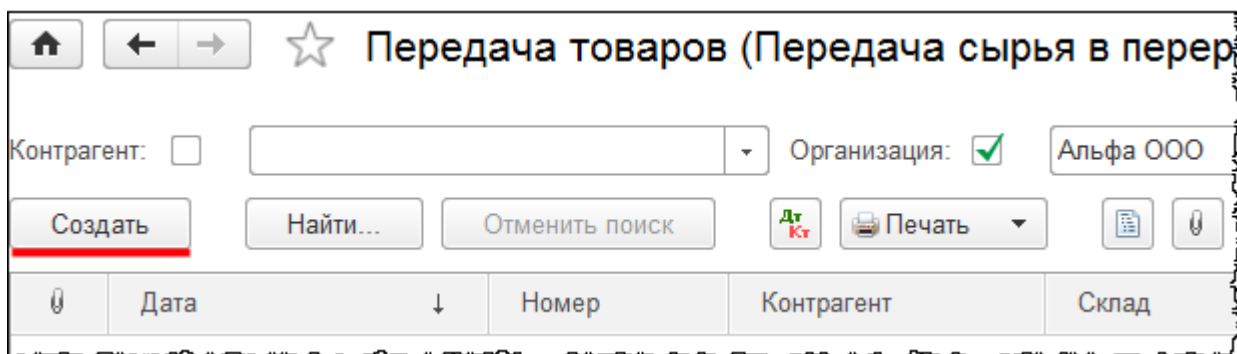 Передача товаров (Передача сырья в перер
Контрагент: Организация: Альфа ООО
Создать Найти... Отменить поиск Дт Кт Печать
Дата ↓ Номер Контрагент Склад